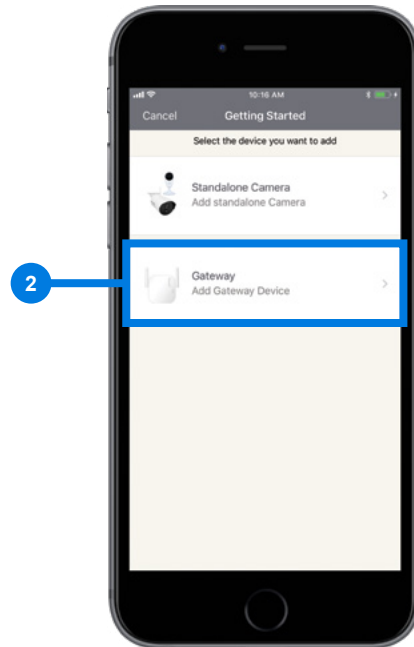 10:16 AM
Cancel Getting Started
Select the device you want to add
Standalone Camera
Add standalone Camera
2
Gateway
Add Gateway Device